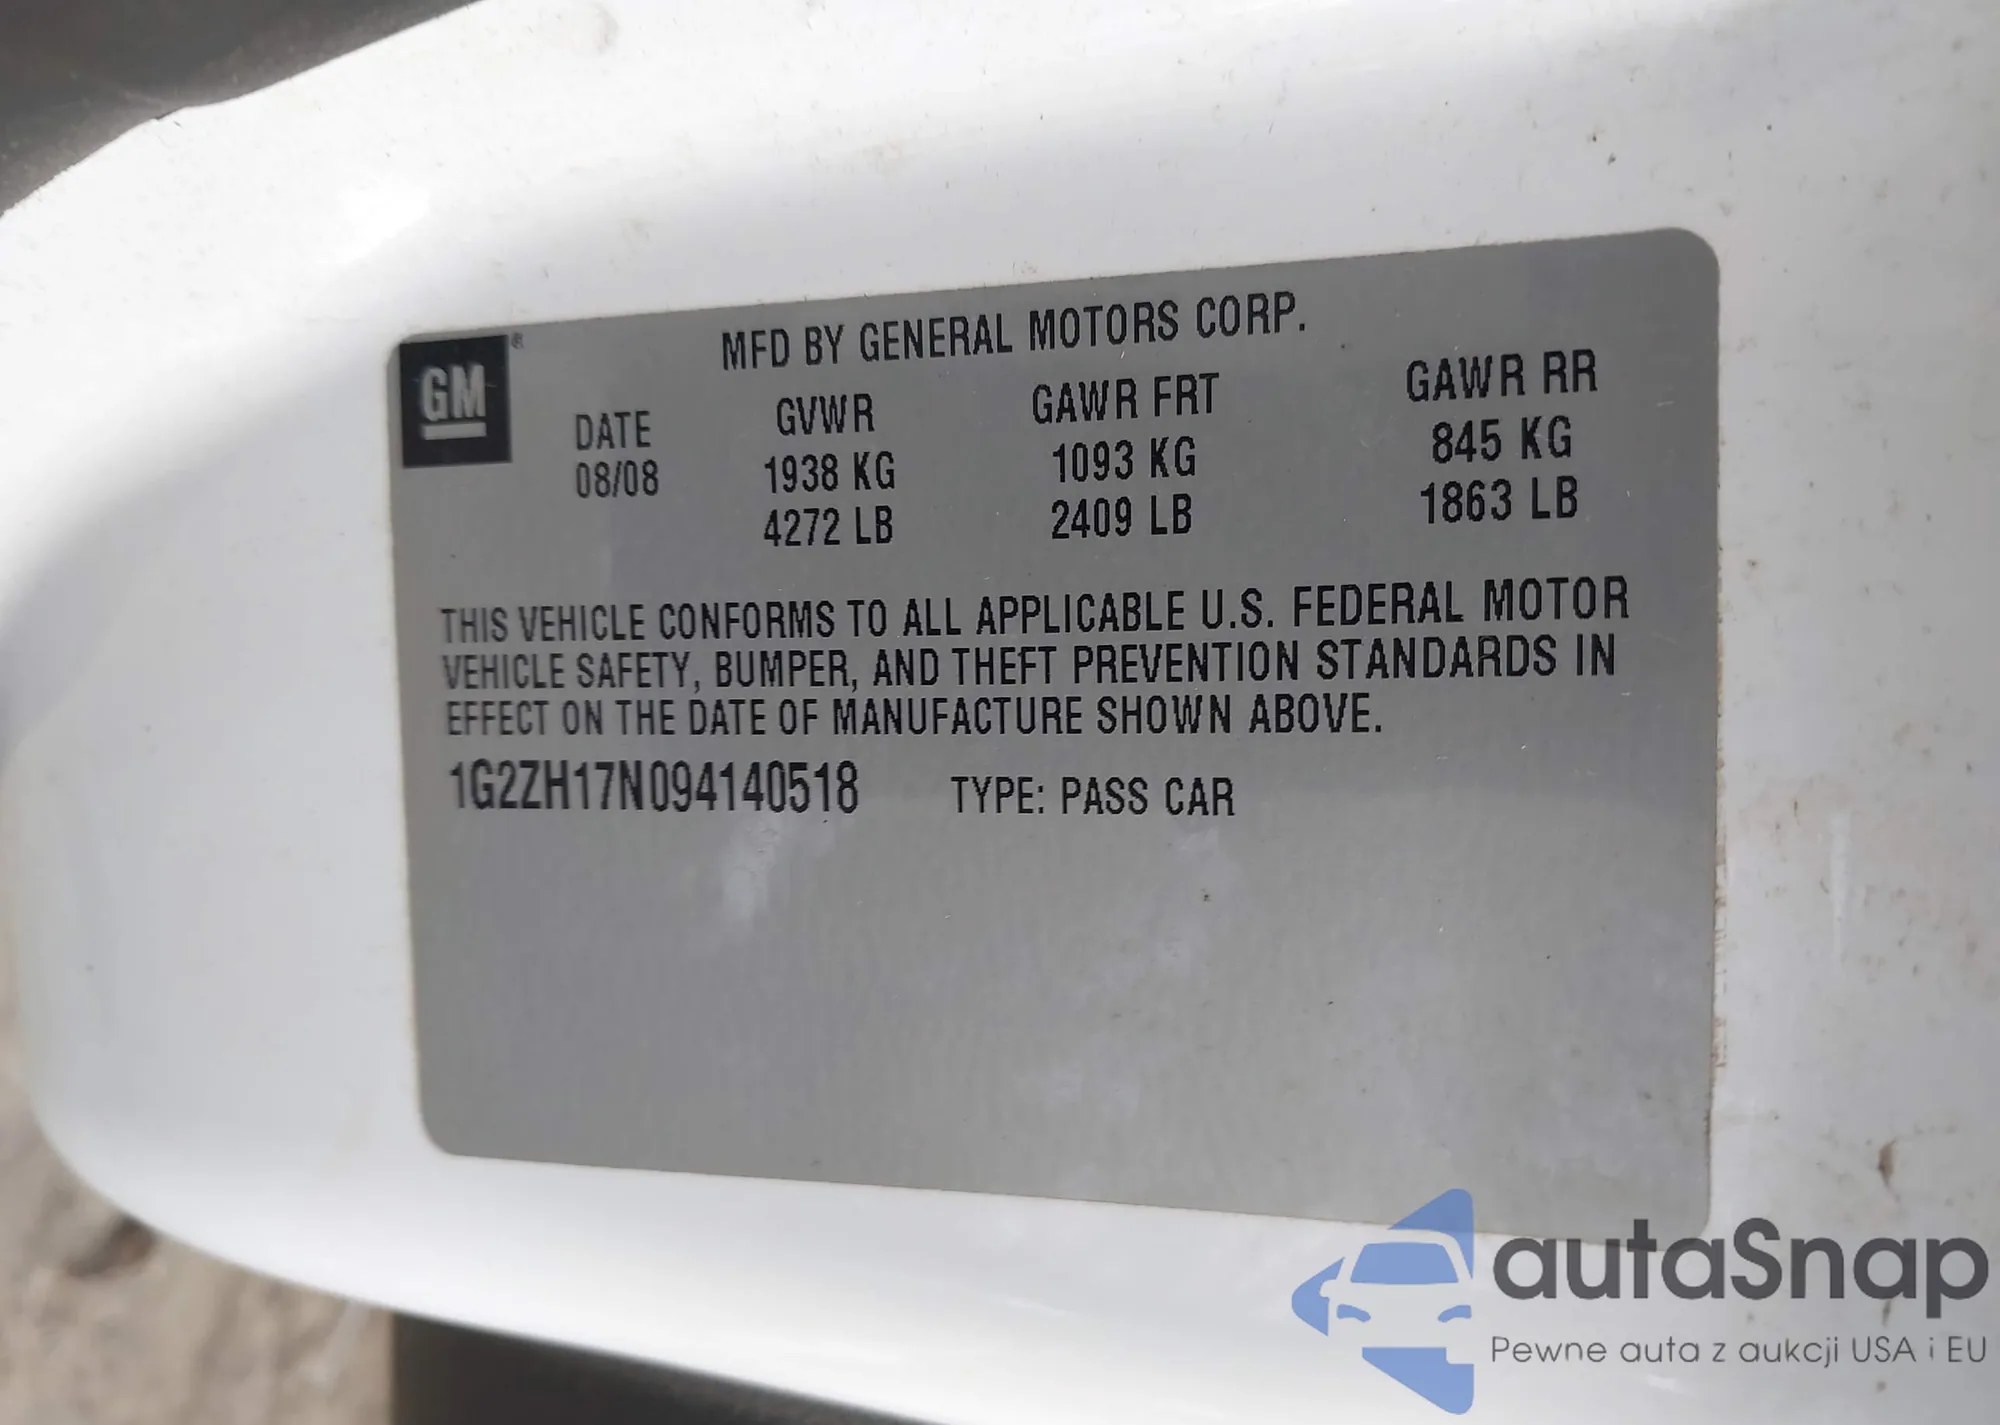 GM®
MFD BY GENERAL MOTORS CORP.
DATE GVWR GAWR FRT GAWR RR
08/08 1938 KG 1093 KG 845 KG
4272 LB 2409 LB 1863 LB
THIS VEHICLE CONFORMS TO ALL APPLICABLE U.S. FEDERAL MOTOR
VEHICLE SAFETY, BUMPER, AND THEFT PREVENTION STANDARDS IN
EFFECT ON THE DATE OF MANUFACTURE SHOWN ABOVE.
1G2ZH17N094140518 TYPE: PASS CAR
autaSnap
Pewne auta z aukcji USA i EU